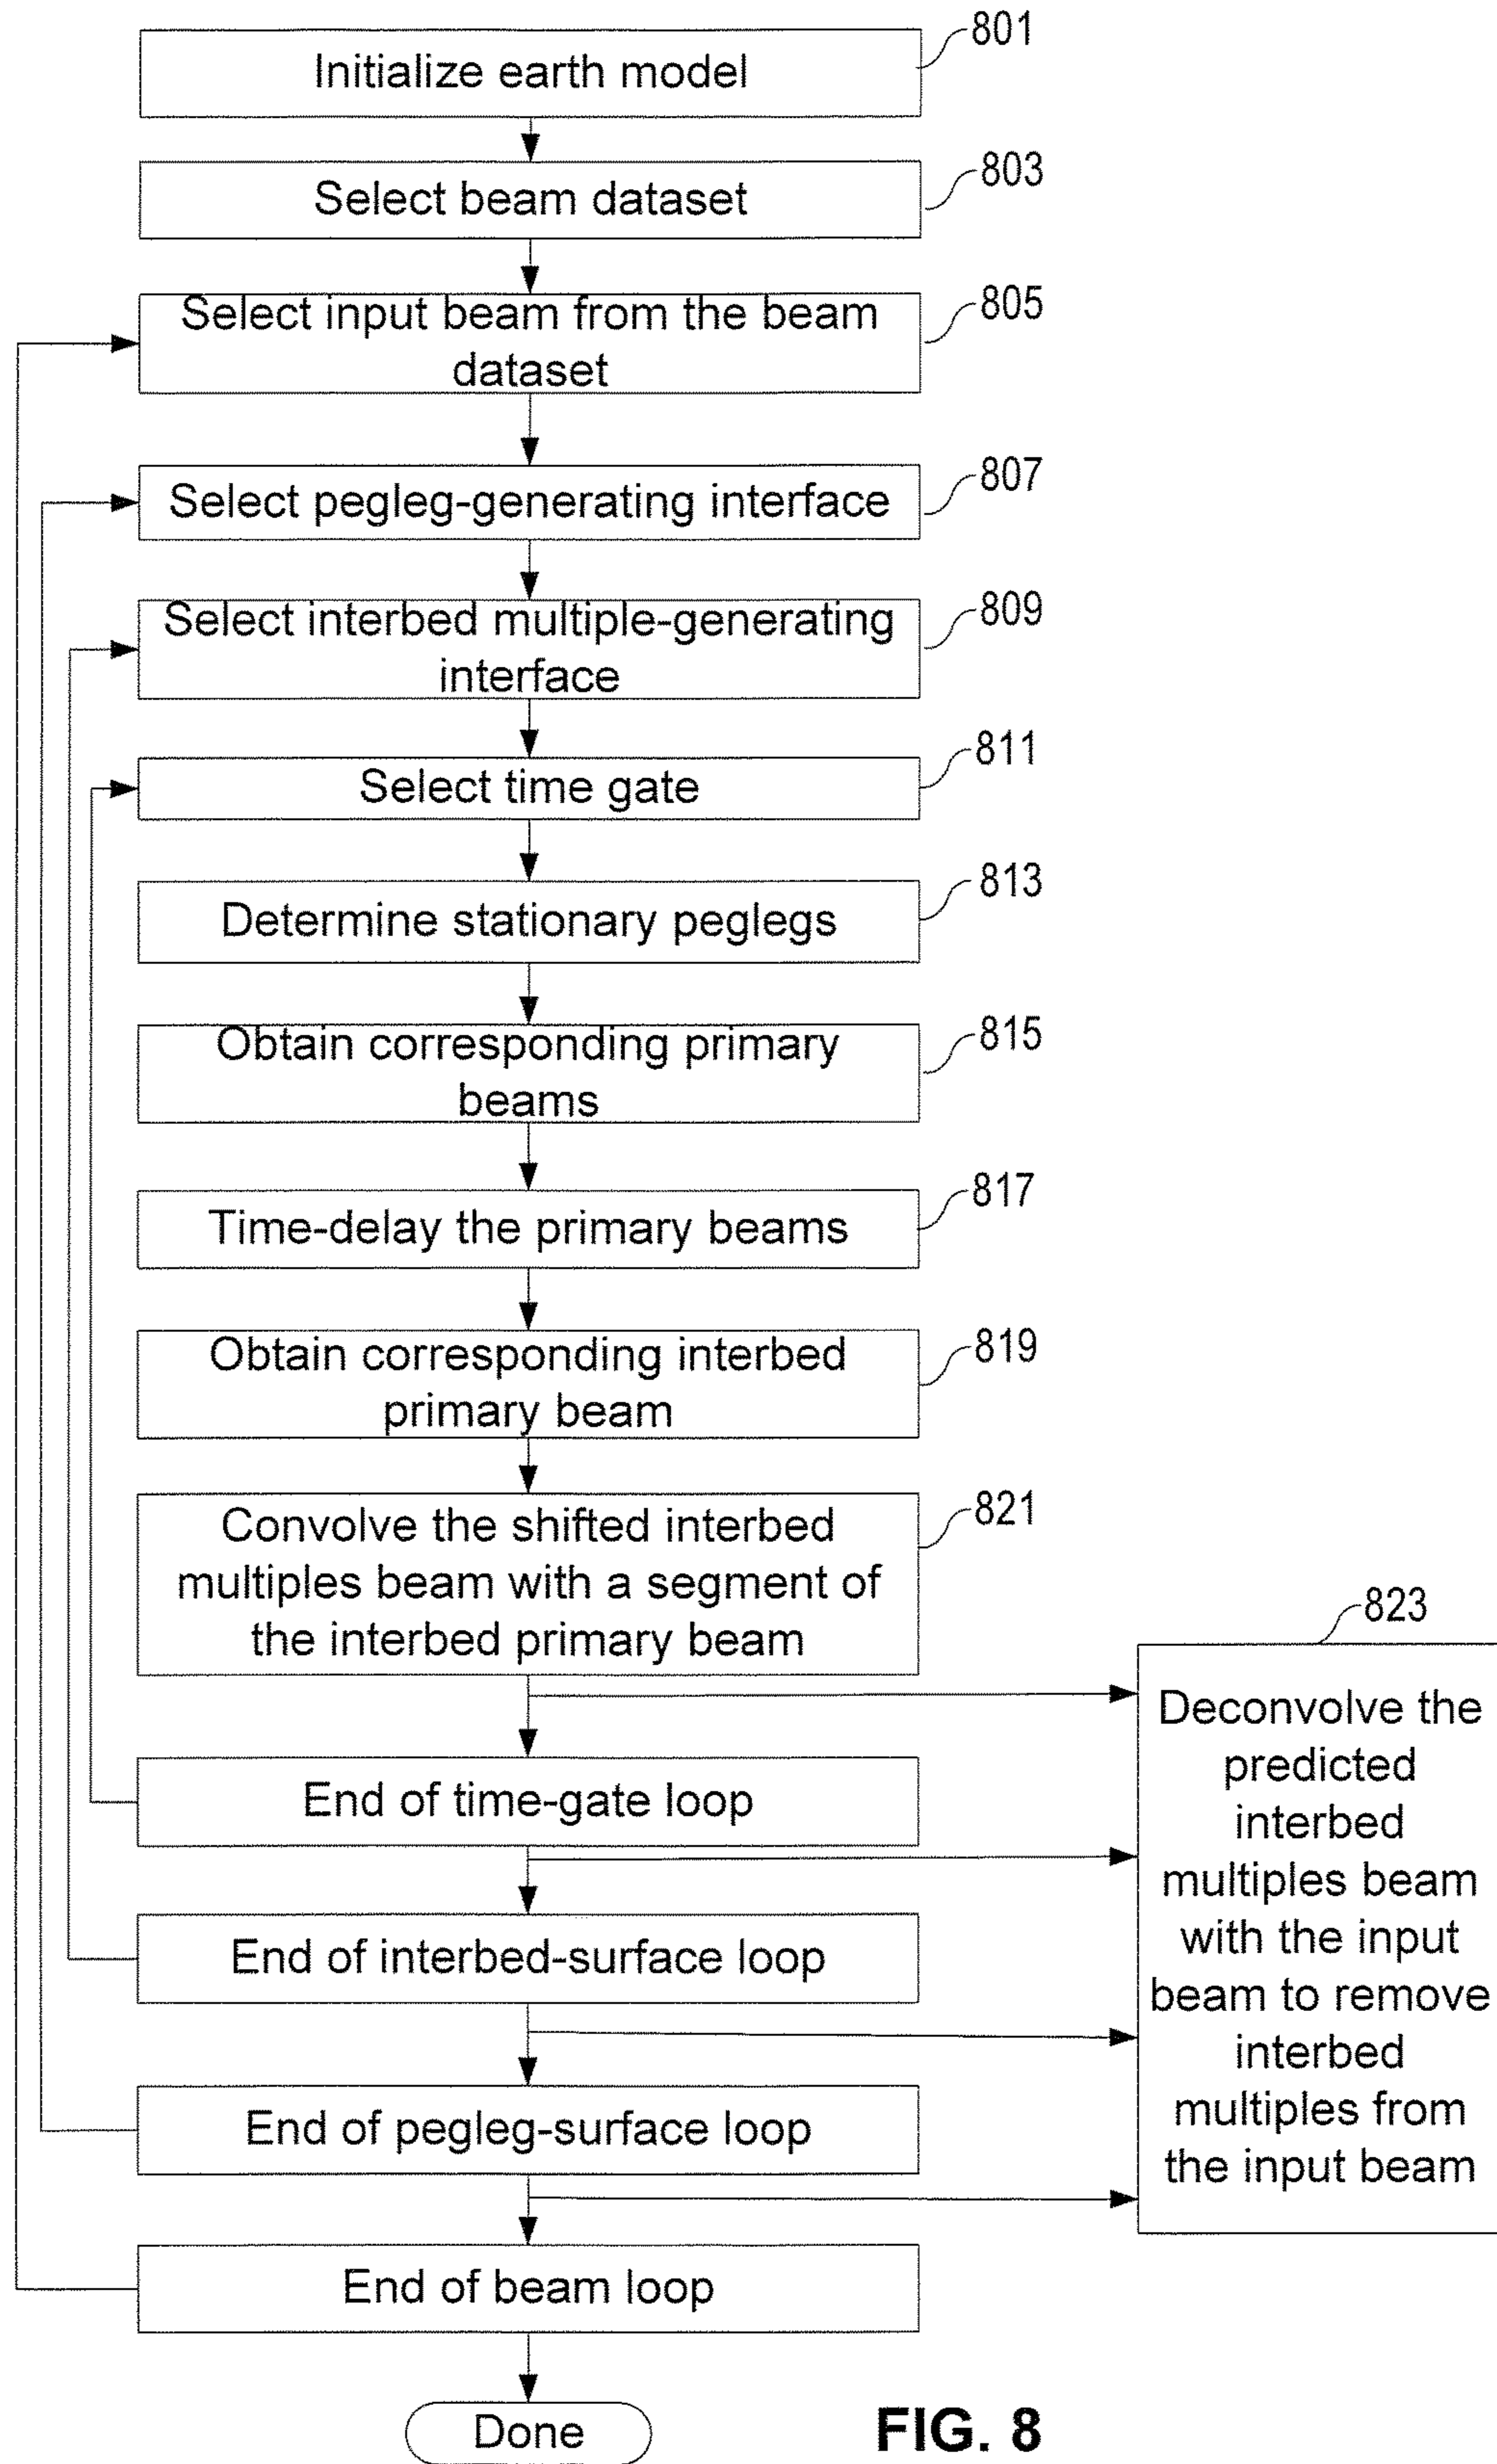 801
Initialize earth model
803
Select beam dataset
805
Select input beam from the beam
dataset
807
Select pegleg-generating interface
809
Select interbed multiple-generating
interface
811
Select time gate
813
Determine stationary peglegs
815
Obtain corresponding primary
beams
817
Time-delay the primary beams
819
Obtain corresponding interbed
primary beam
821
Convolve the shifted interbed
multiples beam with a segment of
the interbed primary beam
823
Deconvolve the
predicted
interbed
multiples beam
with the input
beam to remove
interbed
multiples from
the input beam
End of time-gate loop
End of interbed-surface loop
End of pegleg-surface loop
End of beam loop
Done
FIG. 8